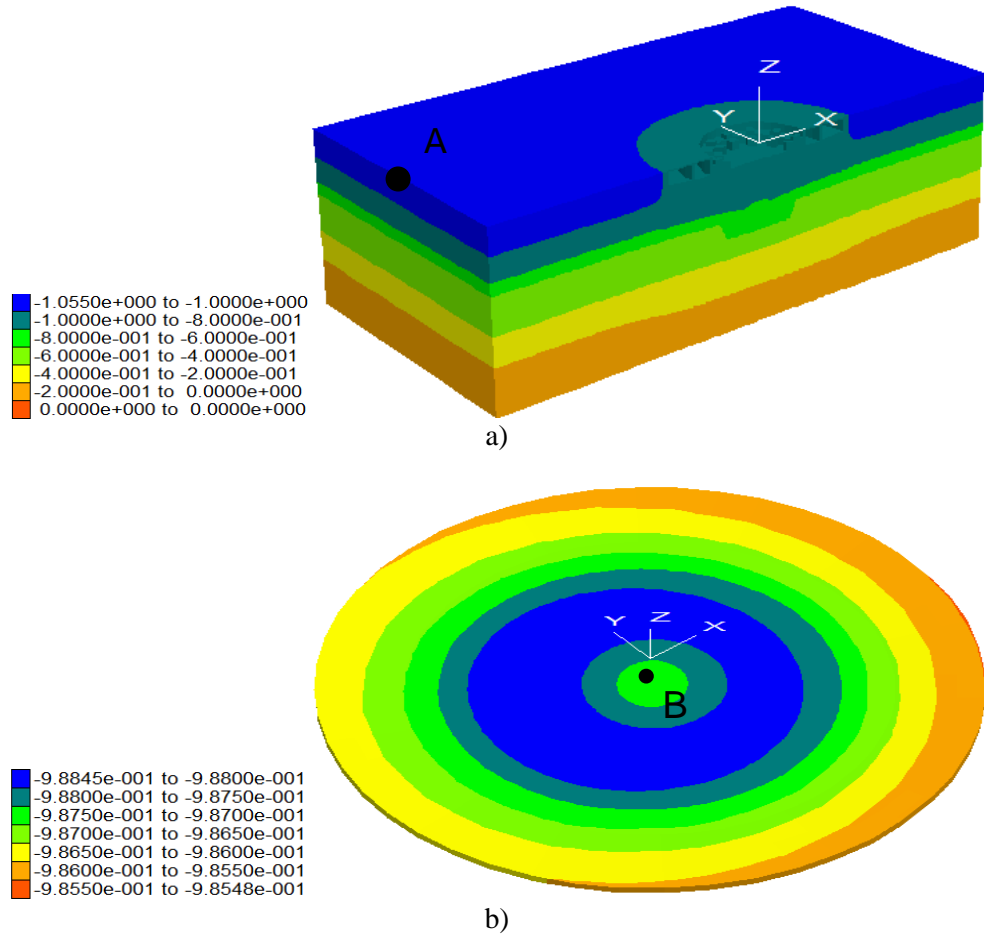 Z
A
Y
X
-1.0550e+000 to -1.0000e+000
-1.0000e+000 to -8.0000e-001
-8.0000e-001 to -6.0000e-001
-6.0000e-001 to -4.0000e-001
-4.0000e-001 to -2.0000e-001
-2.0000e-001 to 0.0000e+000
0.0000e+000 to 0.0000e+000
a)
Y
Z
X
B
-9.8845e-001 to -9.8800e-001
-9.8800e-001 to -9.8750e-001
-9.8750e-001 to -9.8700e-001
-9.8700e-001 to -9.8650e-001
-9.8650e-001 to -9.8600e-001
-9.8600e-001 to -9.8550e-001
-9.8550e-001 to -9.8548e-001
b)